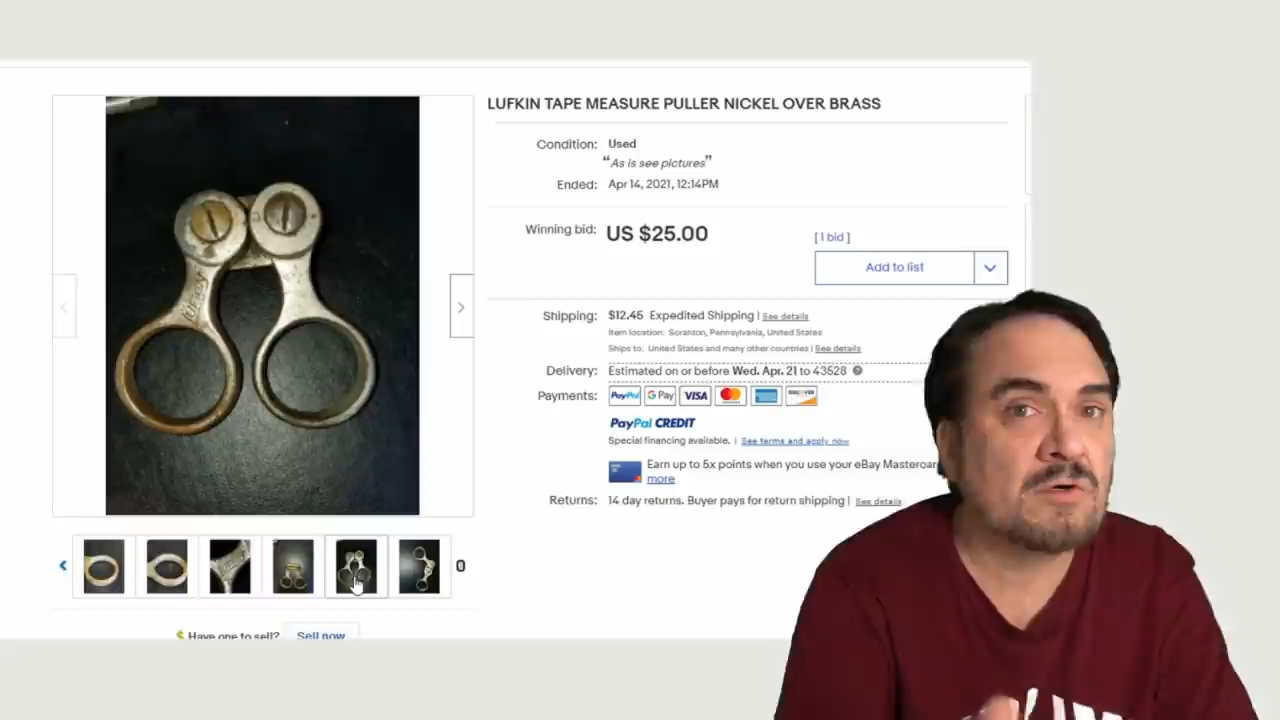 LUFKIN TAPE MEASURE PULLER NICKEL OVER BRASS
Condition: Used
“As is see pictures”
Ended: Apr 14, 2021, 12:14PM
Winning bid: US $25.00
[ 1 bid ]
Add to list
Shipping: $12.45 Expedited Shipping | See details
Item location: Scranton, Pennsylvania, United States
Ships to: United States and many other countries | See details
Delivery: Estimated on or before Wed. Apr. 21 to 43528
Payments: PayPal G Pay VISA DISCOVER
PayPal CREDIT
Special financing available. | See terms and apply now
Earn up to 5x points when you use your eBay Mastercar
more
Returns: 14 day returns. Buyer pays for return shipping | See details
$ Have one to sell? Sell now